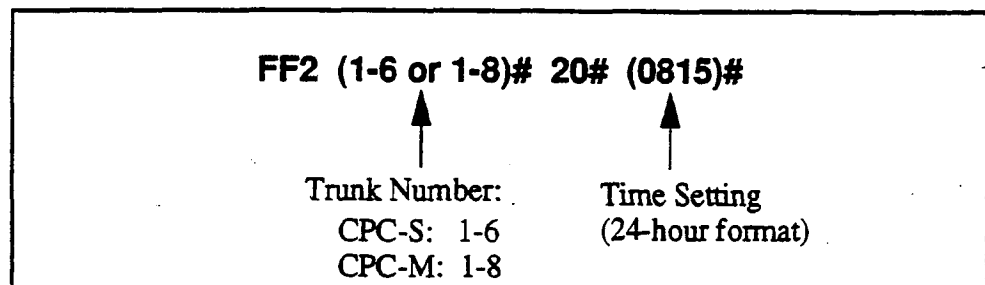 FF2 (1-6 or 1-8)# 20# (0815)#
Trunk Number:
Time Setting
CPC-S: 1-6
(24-hour format)
CPC-M: 1-8